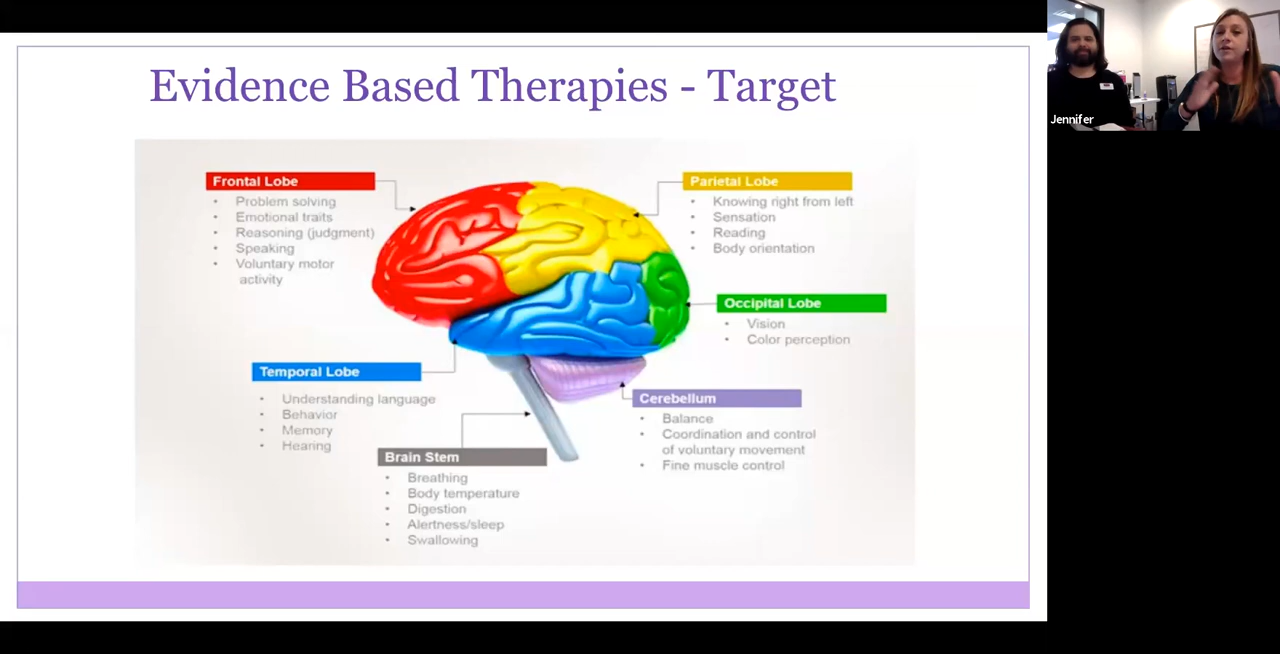 Evidence Based Therapies - Target
Frontal Lobe
• Problem solving
• Emotional traits
• Reasoning (judgment)
• Speaking
• Voluntary motor
activity
Parietal Lobe
• Knowing right from left
• Sensation
• Reading
• Body orientation
Occipital Lobe
• Vision
• Color perception
Temporal Lobe
• Understanding language
• Behavior
• Memory
• Hearing
Cerebellum
• Balance
• Coordination and control
of voluntary movement
• Fine muscle control
Brain Stem
• Breathing
• Body temperature
• Digestion
• Alertness/sleep
• Swallowing
Jennifer